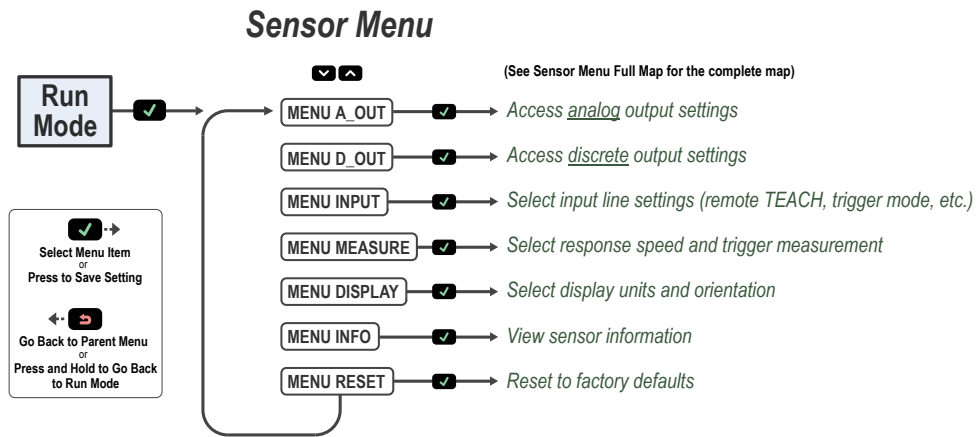 Sensor Menu
(See Sensor Menu Full Map for the complete map)
Run
Mode
MENU A_OUT
Access analog output settings
MENU D_OUT
Access discrete output settings
MENU INPUT
Select input line settings (remote TEACH, trigger mode, etc.)
MENU MEASURE
Select response speed and trigger measurement
MENU DISPLAY
Select display units and orientation
MENU INFO
View sensor information
MENU RESET
Reset to factory defaults
Select Menu Item
or
Press to Save Setting
Go Back to Parent Menu
or
Press and Hold to Go Back
to Run Mode